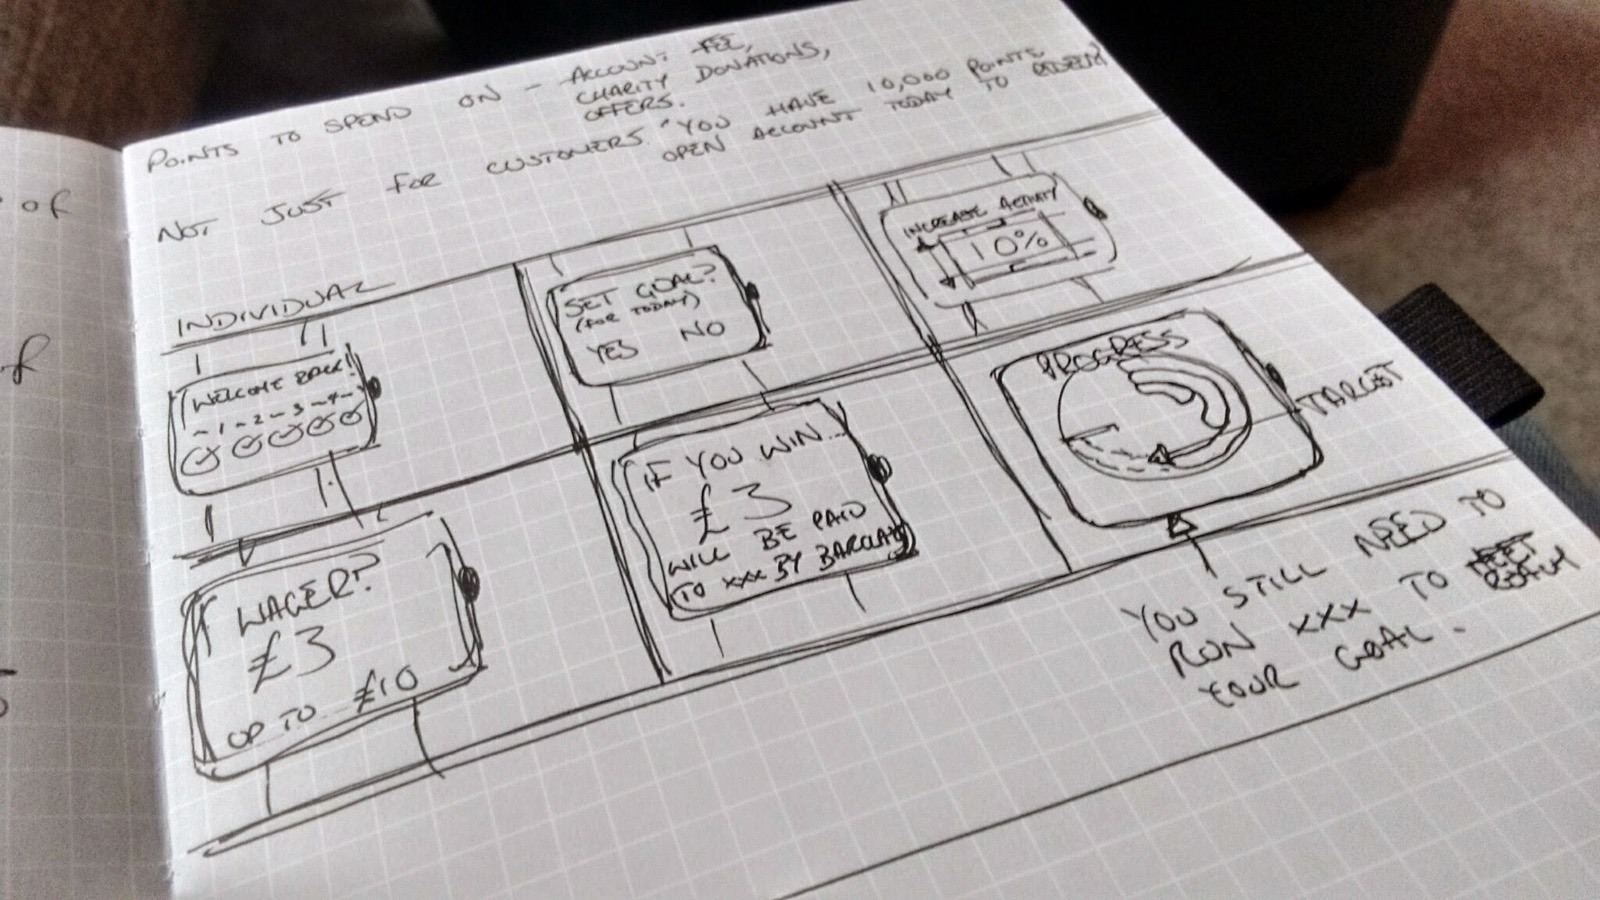 of
f
5
POINTS TO SPEND ON - ACCOUNT FEE,
CHARITY DONATIONS,
OFFERS.
NOT JUST FOR CUSTOMERS. "YOU HAVE 10,000 POINTS
OPEN ACCOUNT TODAY TO REDEEM"
INDIVIDUAL
WELCOME BACK!
- 1 - 2 - 3 - 4 -
SET GOAL?
(FOR TODAY)
YES NO
INCREASE ACTIVITY
10%
WAGER?
£3
UP TO £10
IF YOU WIN...
£3
WILL BE PAID
TO XXX BY BARCLAYS
PROGRESS
TARGET
YOU STILL NEED TO
RUN XXX TO REACH
YOUR GOAL.